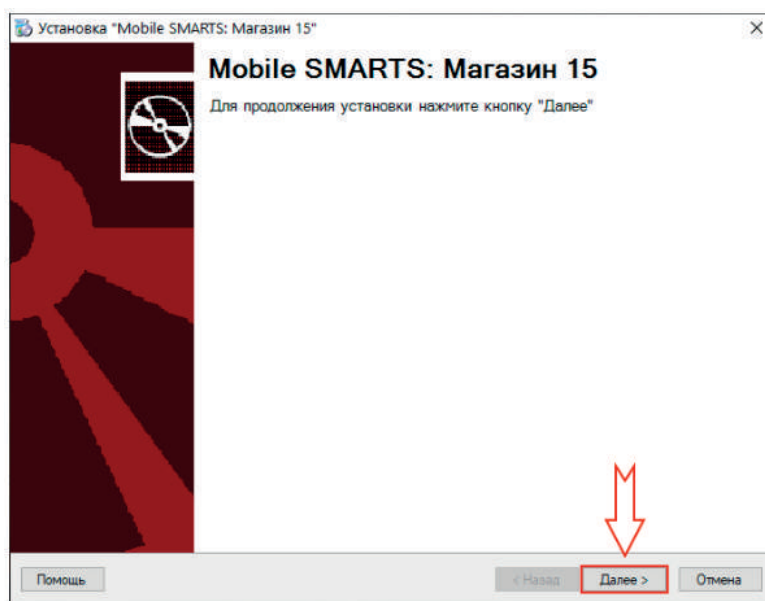 Установка "Mobile SMARTS: Магазин 15"
Mobile SMARTS: Магазин 15
Для продолжения установки нажмите кнопку "Далее"
Помощь
< Назад
Далее >
Отмена